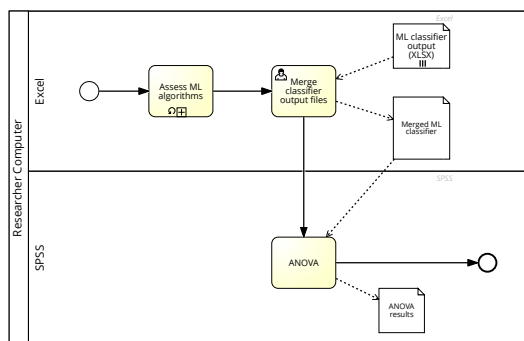 Researcher Computer
Excel
SPSS
Excel
ML classifier
output
(XLSX)
Assess ML
algorithms
Merge
classifier
output files
Merged ML
classifier
SPSS
ANOVA
ANOVA
results